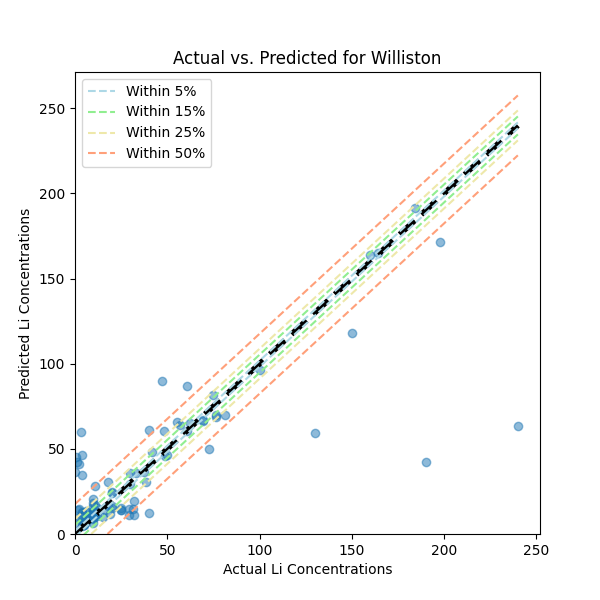 Actual vs. Predicted for Williston
Within 5%
Within 15%
Within 25%
Within 50%
250
200
150
100
50
0
Predicted Li Concentrations
0 50 100 150 200 250
Actual Li Concentrations